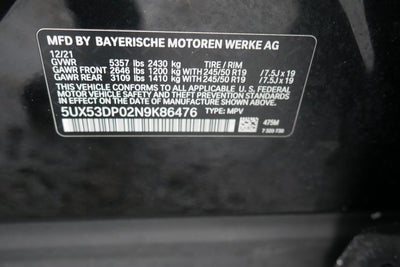 MFD BY BAYERISCHE MOTOREN WERKE AG
12/21
GVWR 5357 lbs 2430 kg TIRE / RIM
GAWR FRONT 2646 lbs 1200 kg WITH 245/50 R19 / 7.5J x 19
GAWR REAR 3109 lbs 1410 kg WITH 245/50 R19 / 7.5J x 19
THIS VEHICLE CONFORMS TO ALL APPLICABLE U. S. FEDERAL
MOTOR VEHICLE SAFETY STANDARDS IN EFFECT ON THE
DATE OF MANUFACTURE SHOWN ABOVE.
5UX53DP02N9K86476 TYPE: MPV
475M